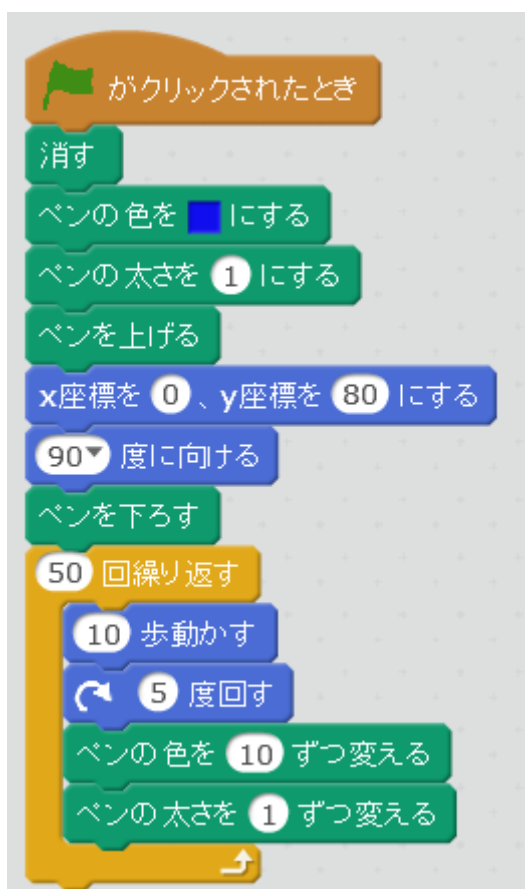 がクリックされたとき
消す
ペンの色を にする
ペンの太さを 1 にする
ペンを上げる
x座標を 0 、y座標を 80 にする
90▼ 度に向ける
ペンを下ろす
50 回繰り返す
10 歩動かす
5 度回す
ペンの色を 10 ずつ変える
ペンの太さを 1 ずつ変える